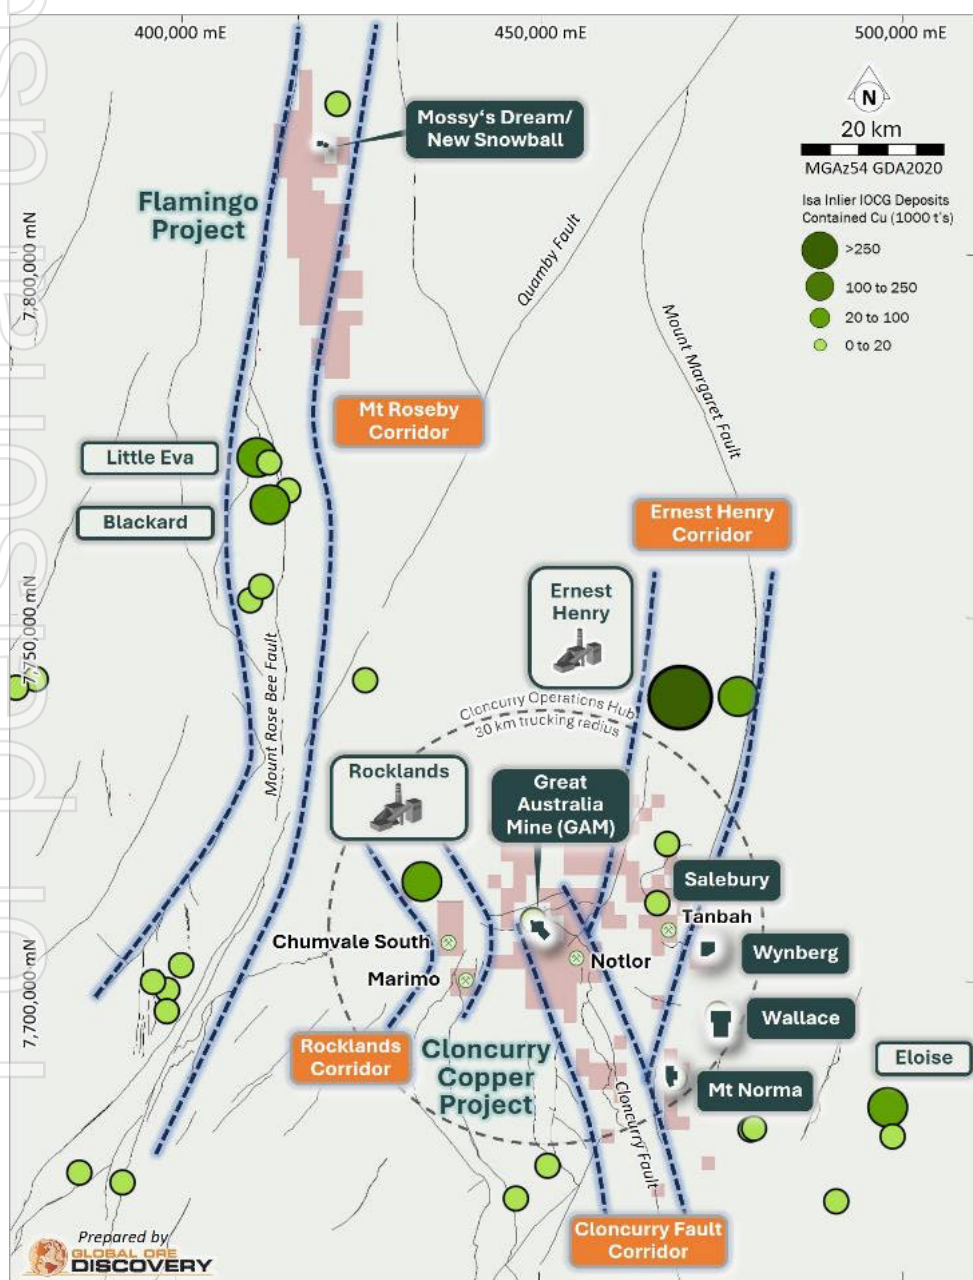 400,000 mE
450,000 mE
500,000 mE
N
20 km
MGAz54 GDA2020
Isa Inlier IOCG Deposits
Contained Cu (1000 t's)
>250
100 to 250
20 to 100
0 to 20
Mossy's Dream/
New Snowball
Flamingo
Project
Quamby Fault
7,800,000 mN
Mount Margaret Fault
Mt Roseby
Corridor
Little Eva
Blackard
Ernest Henry
Corridor
Ernest
Henry
7,750,000 mN
Mount Rose Bee Fault
Cloncurry Operations Hub
30 km trucking radius
Rocklands
Great
Australia
Mine (GAM)
Salebury
Tanbah
Chumvale South
Notlor
Wynberg
Marimo
7,700,000 mN
Wallace
Rocklands
Corridor
Cloncurry
Copper
Project
Eloise
Mt Norma
Cloncurry Fault
Cloncurry Fault
Corridor
Prepared by
GLOBAL ORE
DISCOVERY
For personal use